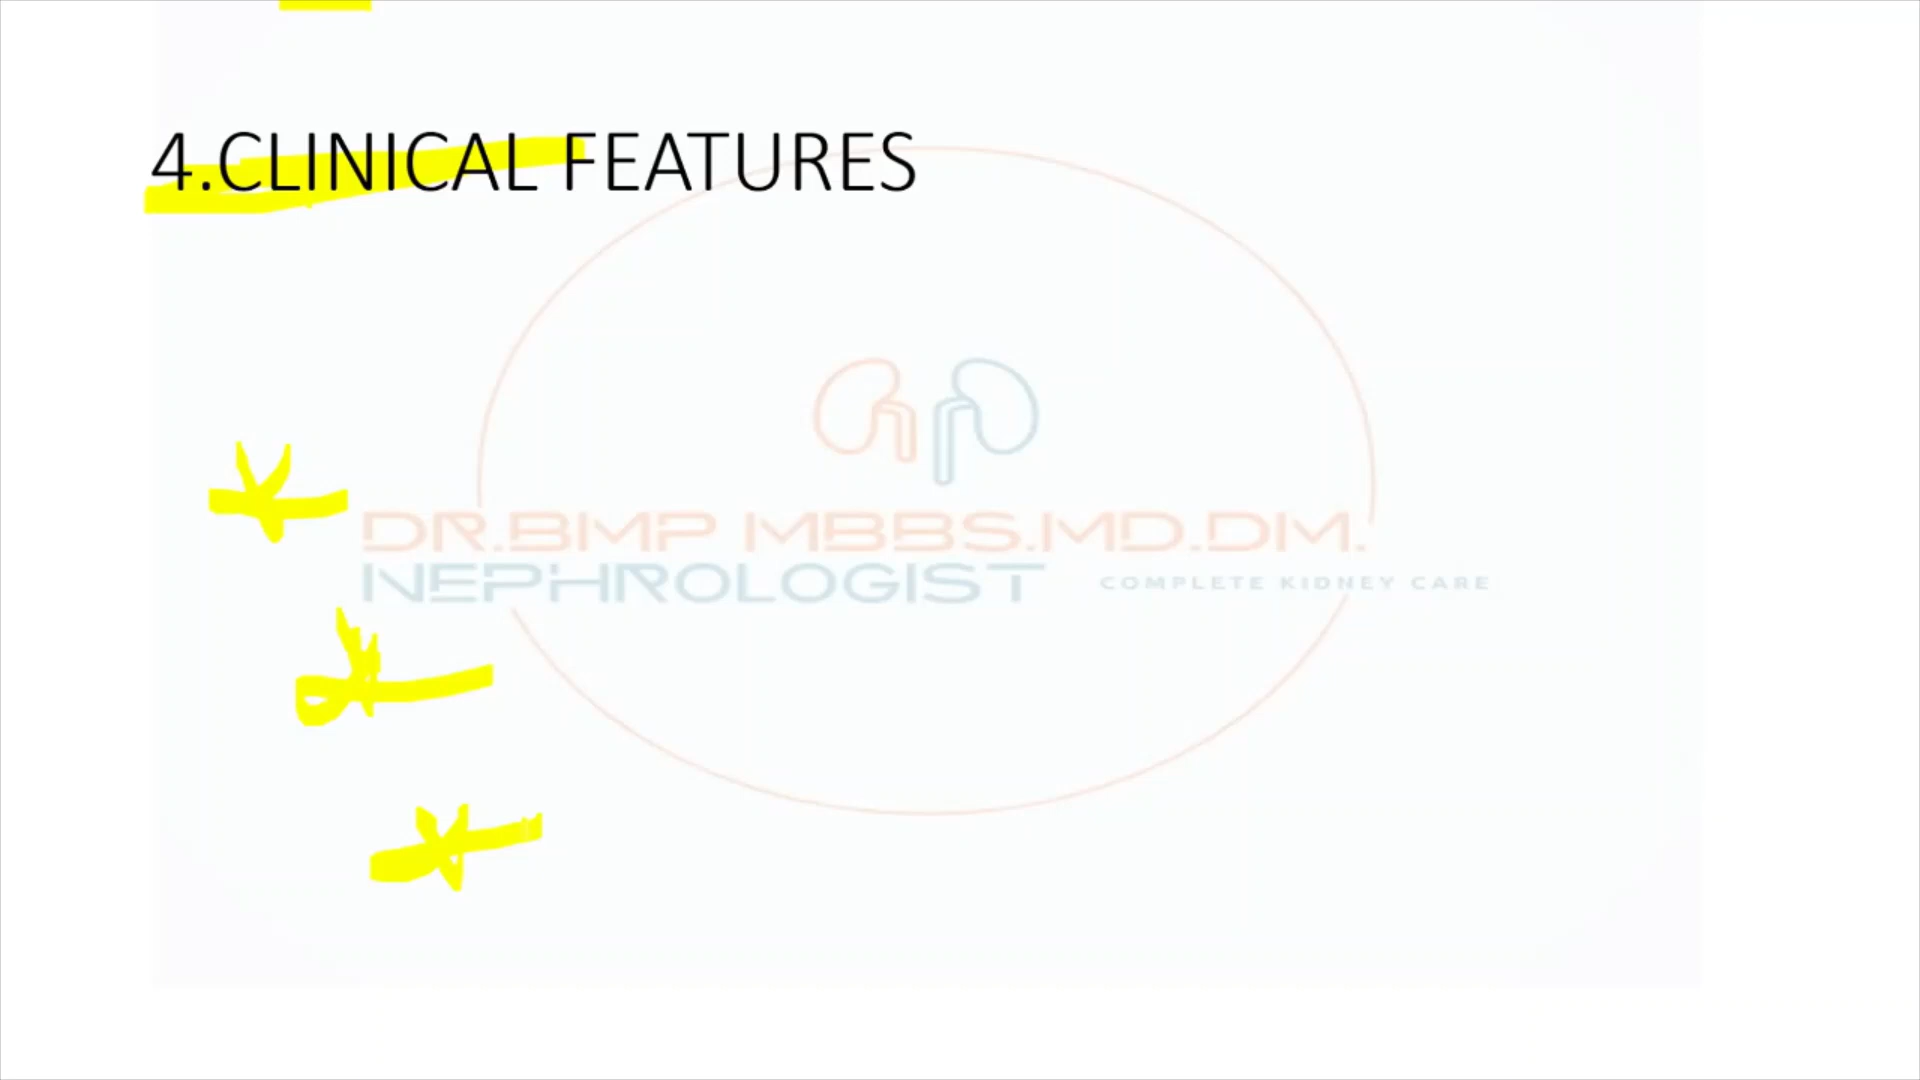 4.CLINICAL FEATURES
DR.BMP MBBS.MD.DM.
NEPHROLOGIST COMPLETE KIDNEY CARE